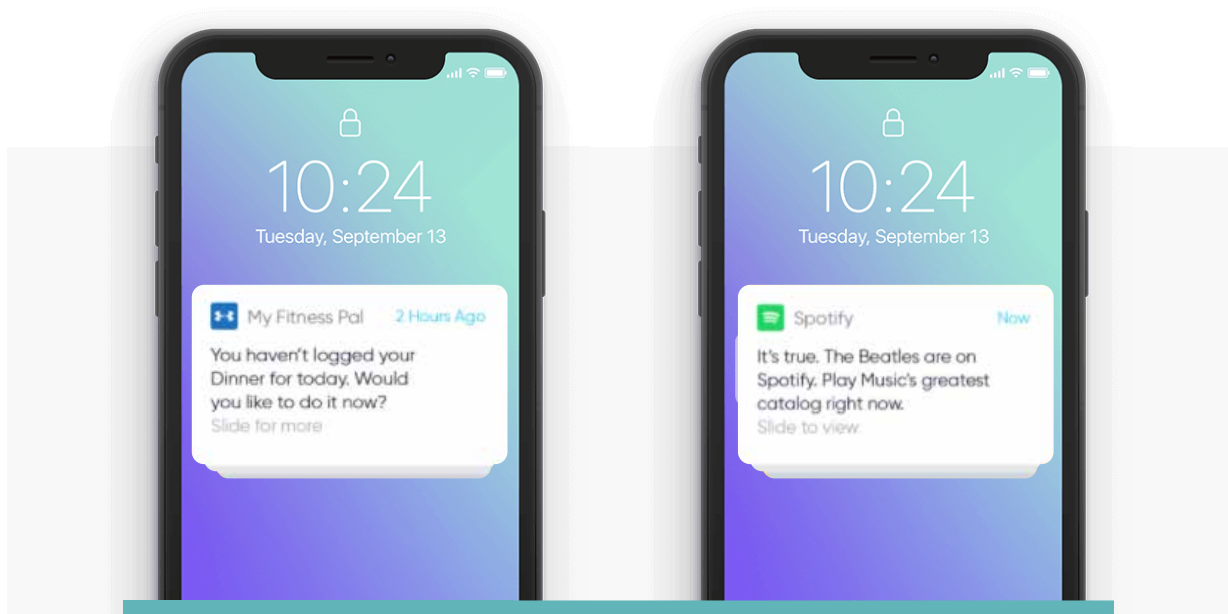 10:24
Tuesday, September 13
My Fitness Pal 2 Hours Ago
You haven't logged your
Dinner for today. Would
you like to do it now?
Slide for more
10:24
Tuesday, September 13
Spotify Now
It's true. The Beatles are on
Spotify. Play Music's greatest
catalog right now.
Slide to view